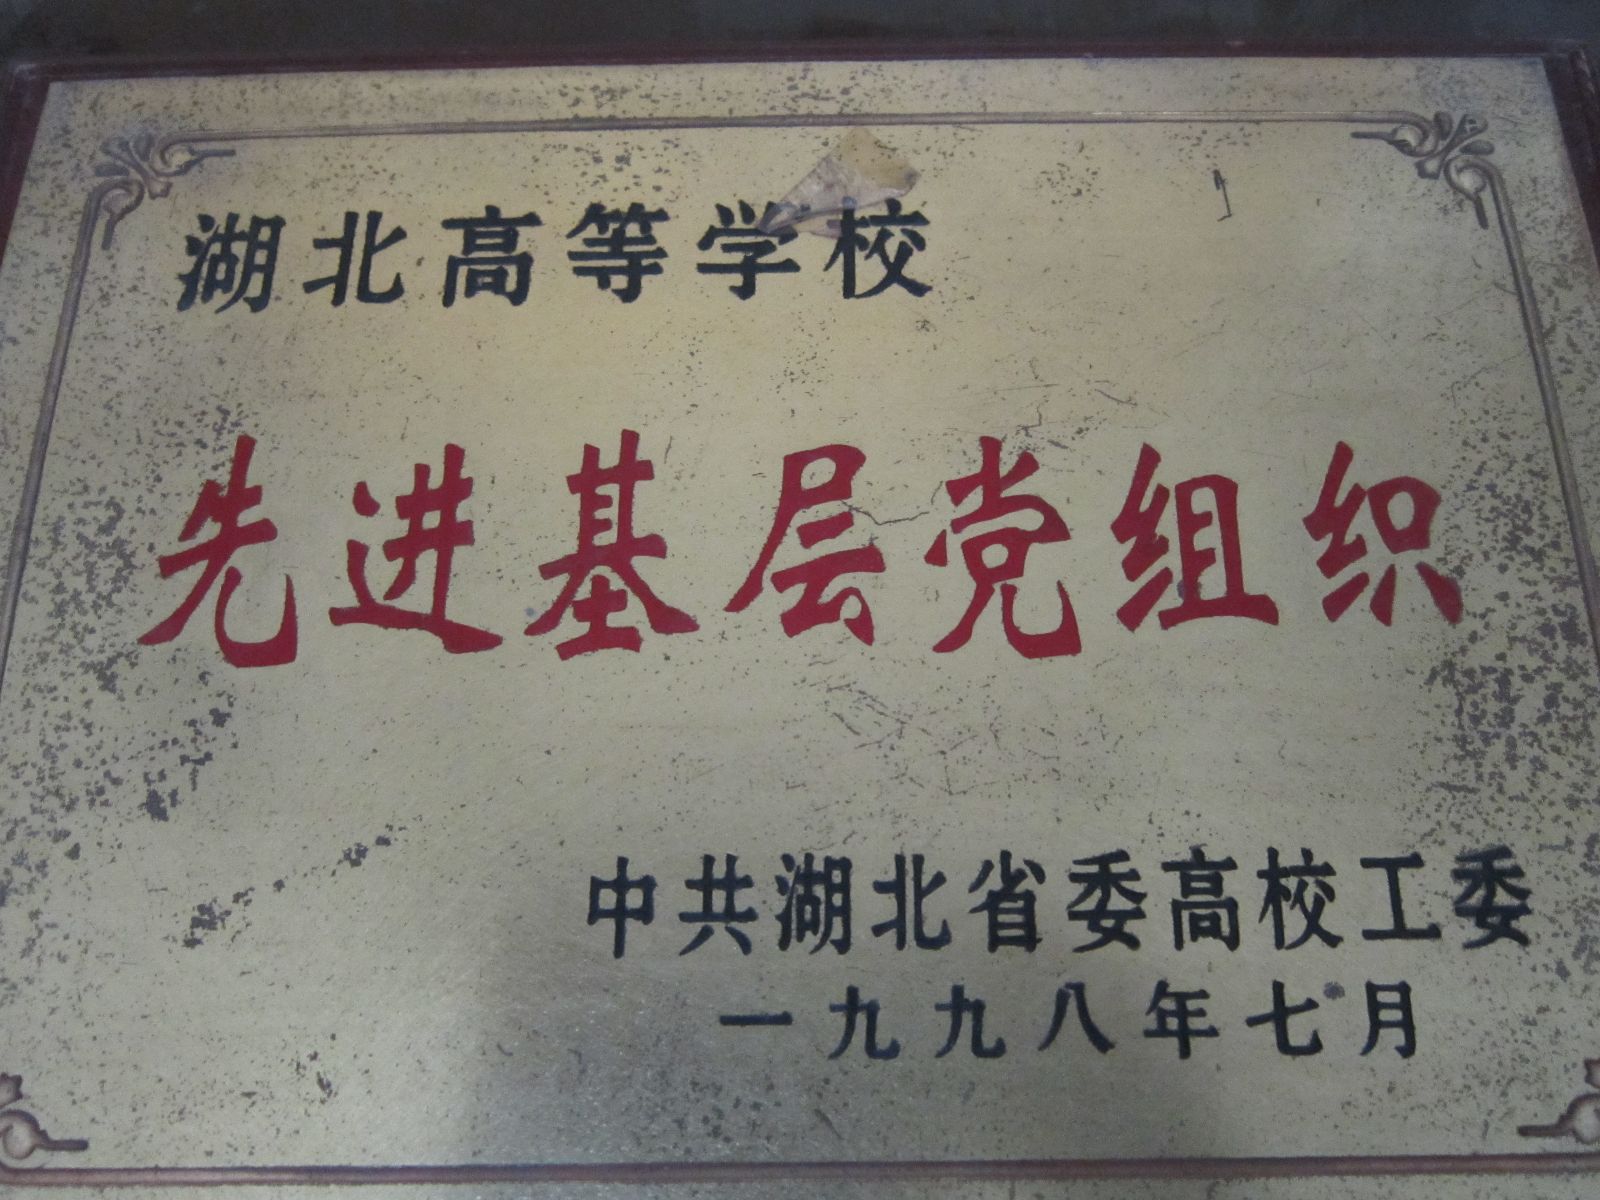 湖北高等学校
先进基层党组织
中共湖北省委高校工委
一九九八年七月